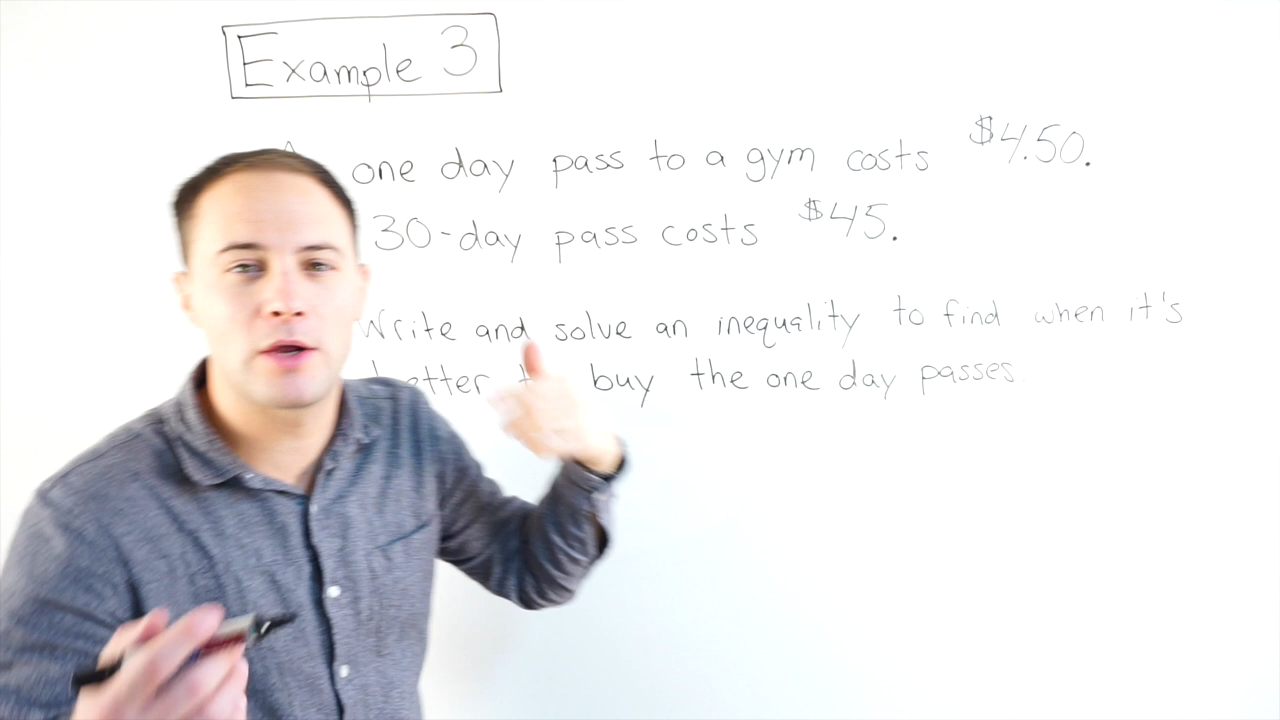 Example 3
A one day pass to a gym costs $4.50.
30-day pass costs $45.
Write and solve an inequality to find when it's
better to buy the one day passes